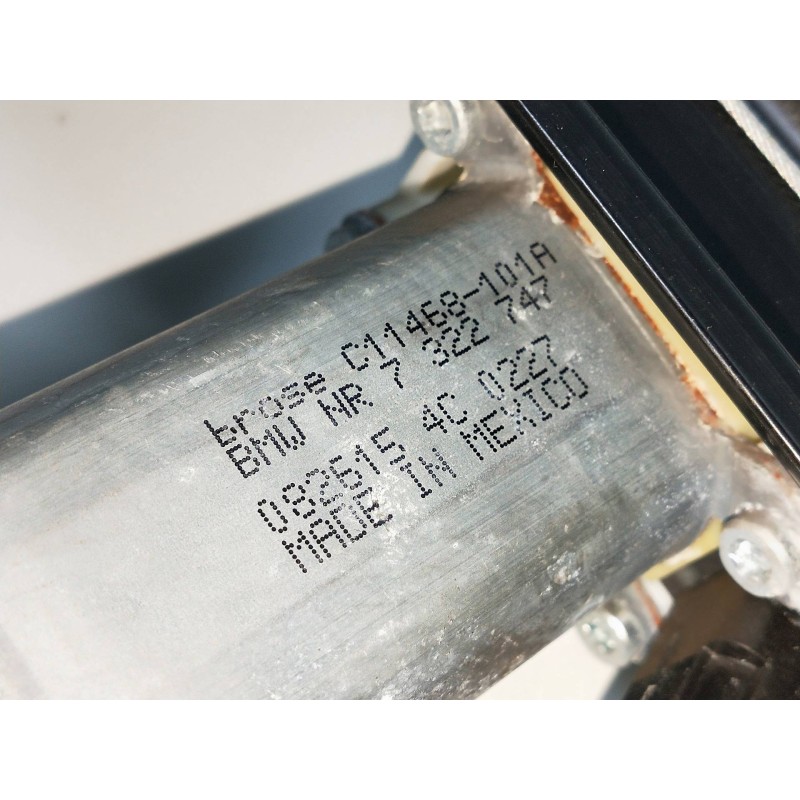 brose C11468-101A
BMW NR 7 322 747
082615 4C 0227
MADE IN MEXICO